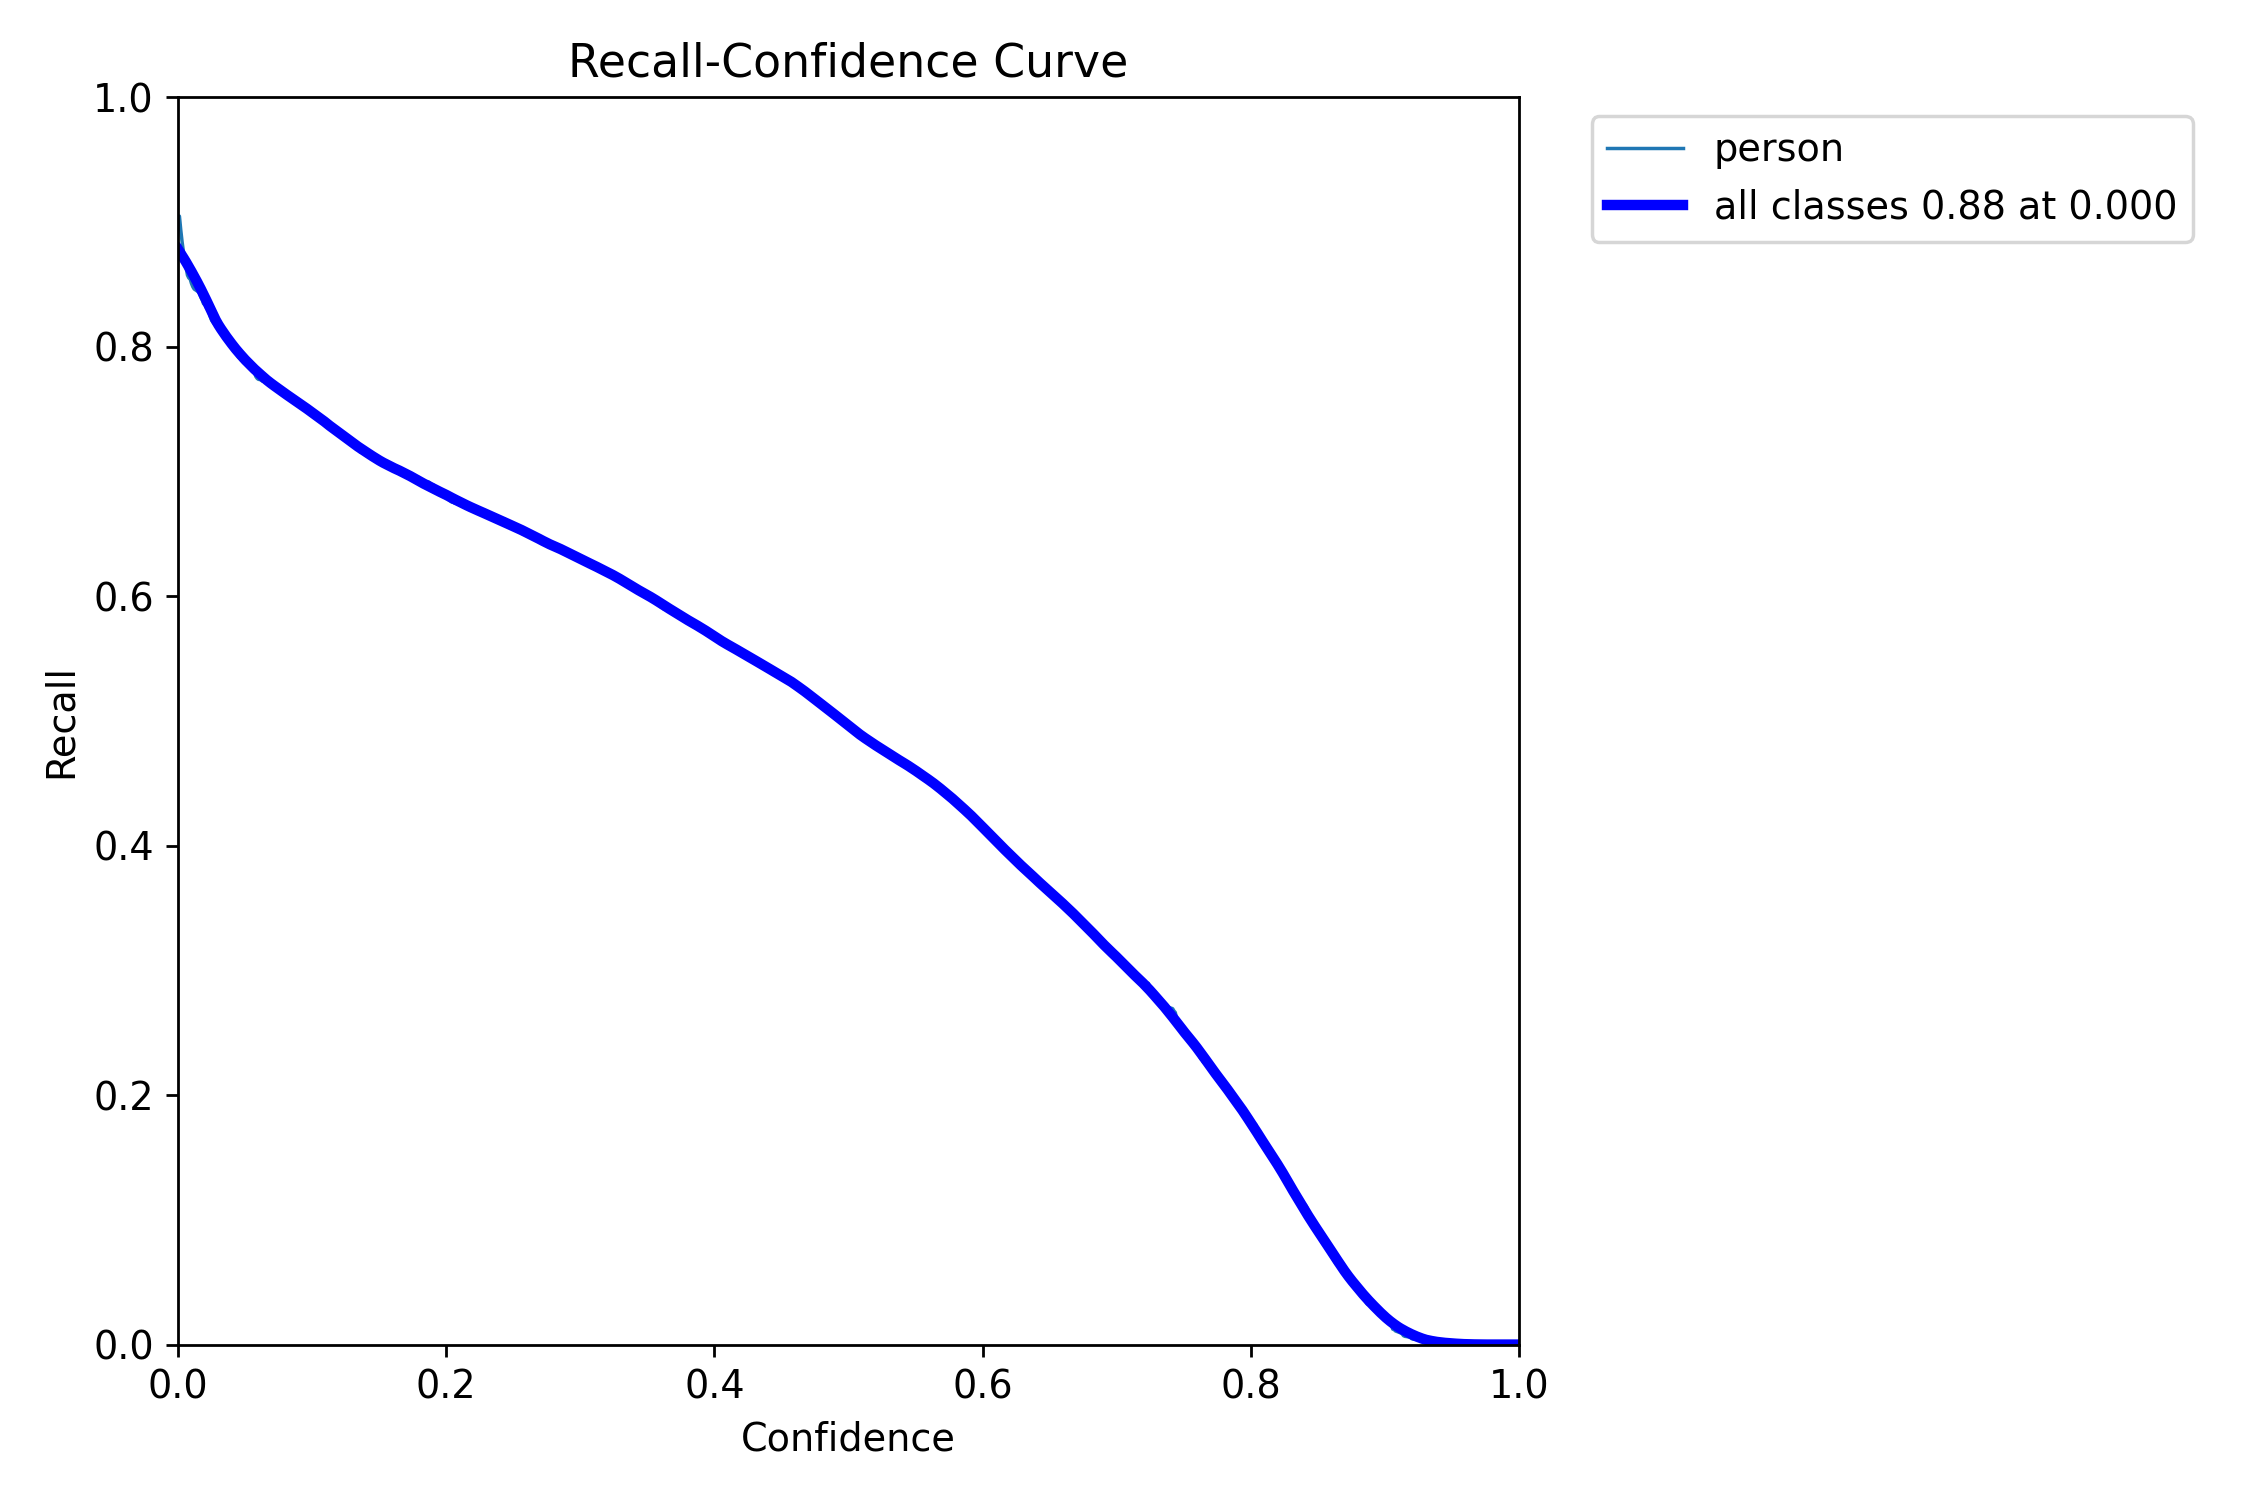 Recall-Confidence Curve
1.0
0.8
0.6
0.4
0.2
0.0
Recall
0.0 0.2 0.4 0.6 0.8 1.0
Confidence
person
all classes 0.88 at 0.000